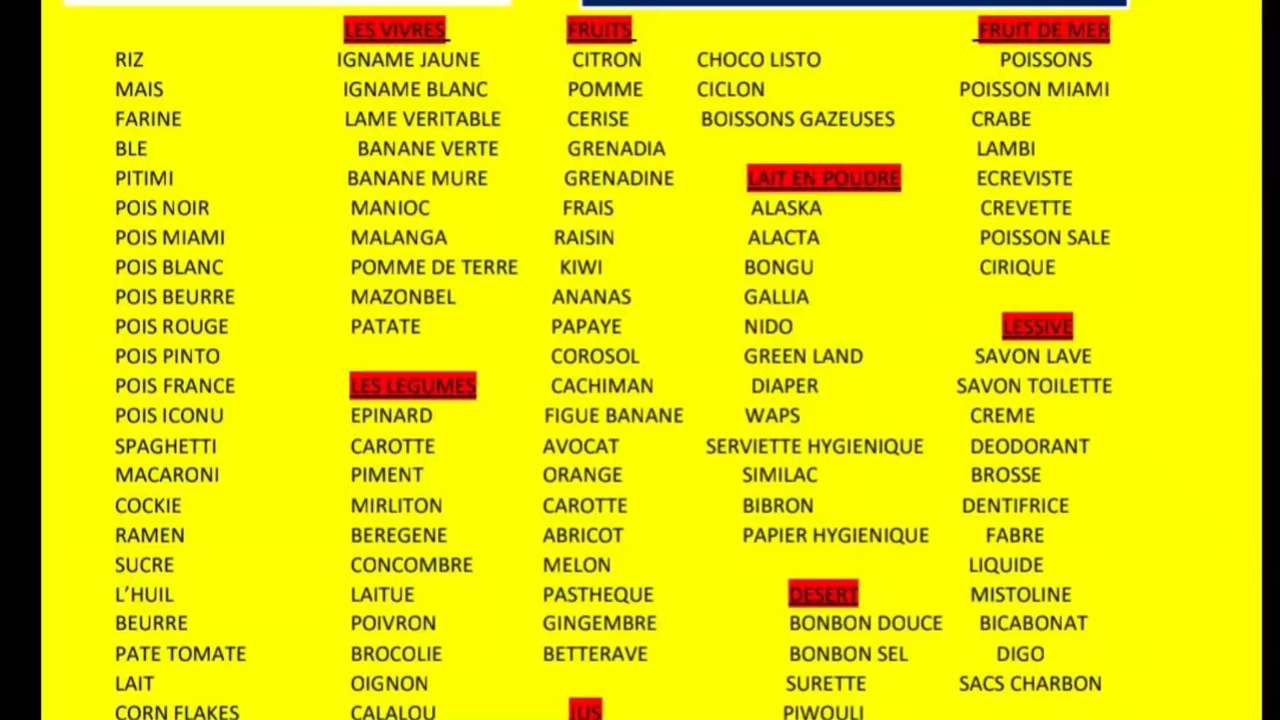 RIZ
MAIS
FARINE
BLE
PITIMI
POIS NOIR
POIS MIAMI
POIS BLANC
POIS BEURRE
POIS ROUGE
POIS PINTO
POIS FRANCE
POIS ICONU
SPAGHETTI
MACARONI
COCKIE
RAMEN
SUCRE
L’HUIL
BEURRE
PATE TOMATE
LAIT
CORN FLAKES
LES VIVRES
IGNAME JAUNE
IGNAME BLANC
LAME VERITABLE
BANANE VERTE
BANANE MURE
MANIOC
MALANGA
POMME DE TERRE
MAZONBEL
PATATE
LES LEGUMES
EPINARD
CAROTTE
PIMENT
MIRLITON
BEREGENE
CONCOMBRE
LAITUE
POIVRON
BROCOLIE
OIGNON
CALALOU
FRUITS
CITRON
POMME
CERISE
GRENADIA
GRENADINE
FRAIS
RAISIN
KIWI
ANANAS
PAPAYE
COROSOL
CACHIMAN
FIGUE BANANE
AVOCAT
ORANGE
CAROTTE
ABRICOT
MELON
PASTHEQUE
GINGEMBRE
BETTERAVE
JUS
CHOCO LISTO
CICLON
BOISSONS GAZEUSES
LAIT EN POUDRE
ALASKA
ALACTA
BONGU
GALLIA
NIDO
GREEN LAND
DIAPER
WAPS
SERVIETTE HYGIENIQUE
SIMILAC
BIBRON
PAPIER HYGIENIQUE
DESERT
BONBON DOUCE
BONBON SEL
SURETTE
PIWOULI
FRUIT DE MER
POISSONS
POISSON MIAMI
CRABE
LAMBI
ECREVISTE
CREVETTE
POISSON SALE
CIRIQUE
LESSIVE
SAVON LAVE
SAVON TOILETTE
CREME
DEODORANT
BROSSE
DENTIFRICE
FABRE
LIQUIDE
MISTOLINE
BICABONAT
DIGO
SACS CHARBON